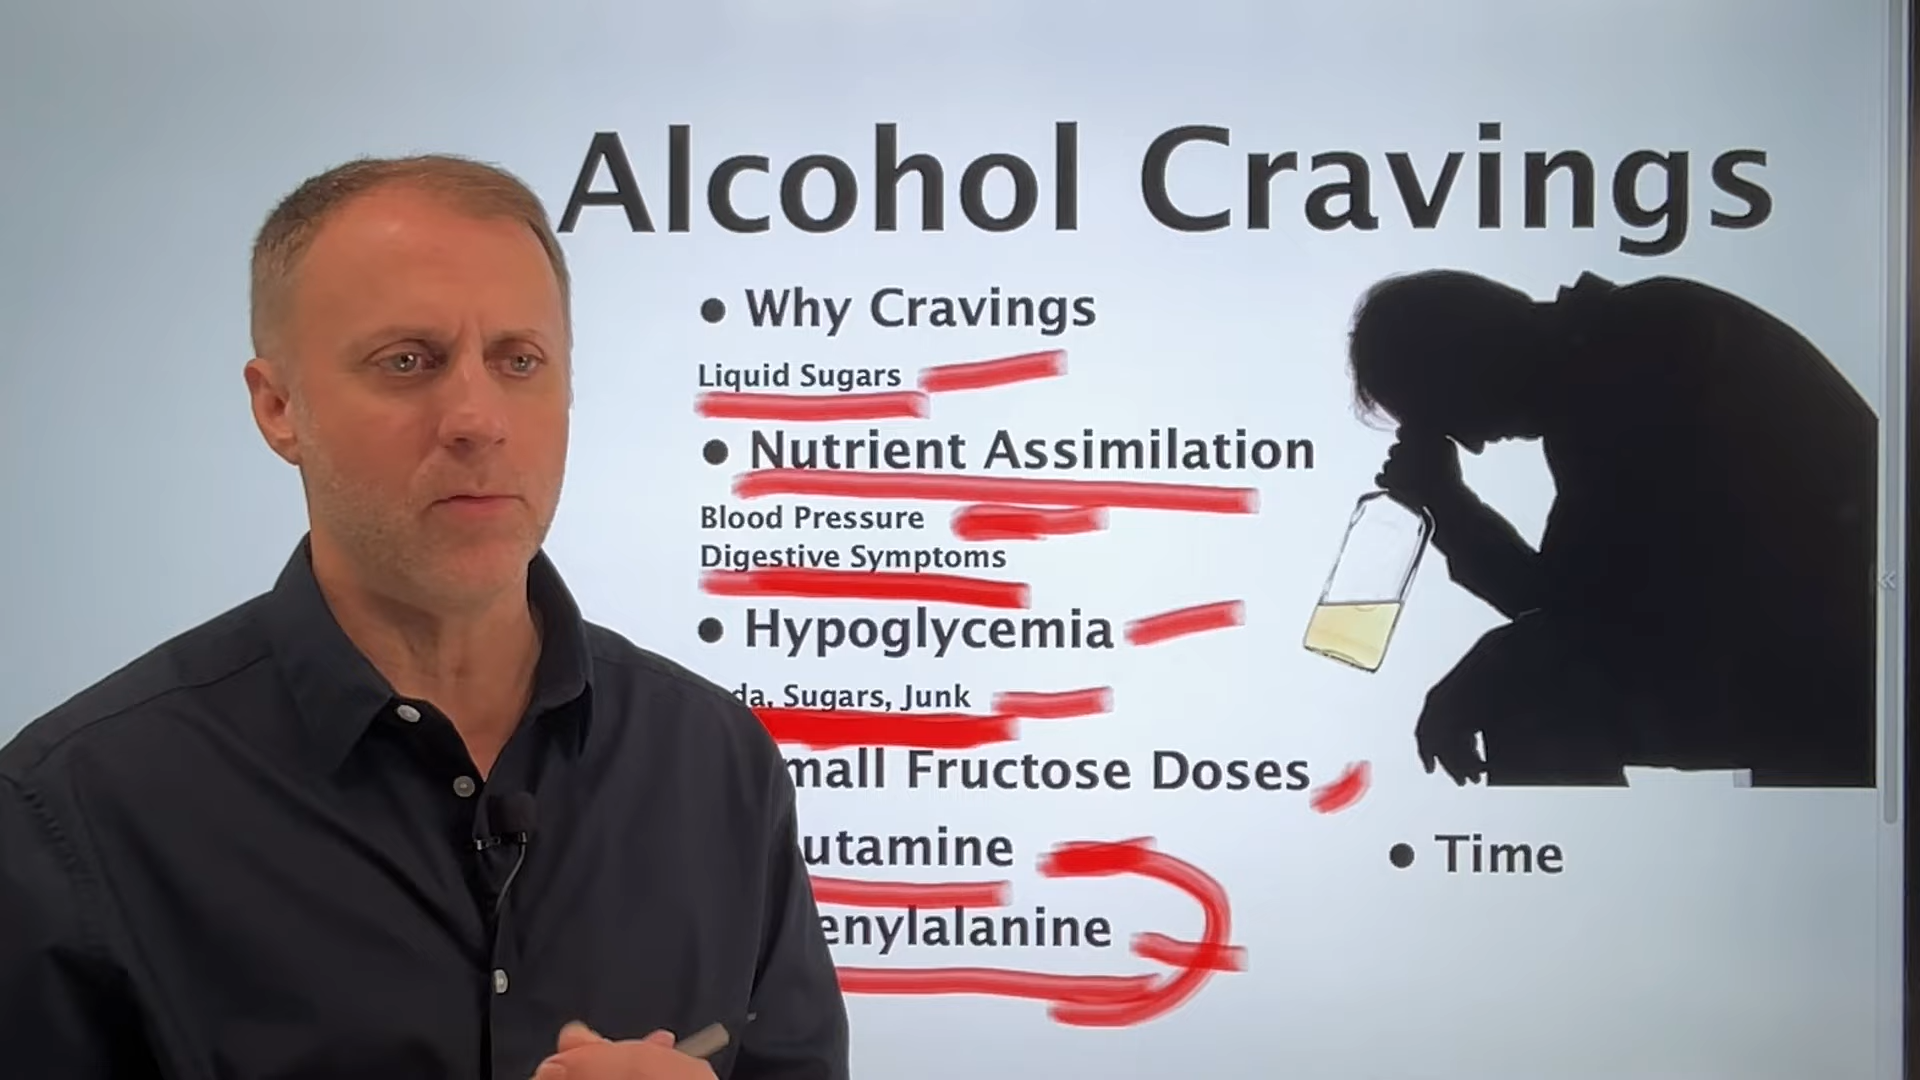 Alcohol Cravings
• Why Cravings
Liquid Sugars
• Nutrient Assimilation
Blood Pressure
Digestive Symptoms
• Hypoglycemia
da, Sugars, Junk
mall Fructose Doses
utamine
enylalanine
• Time